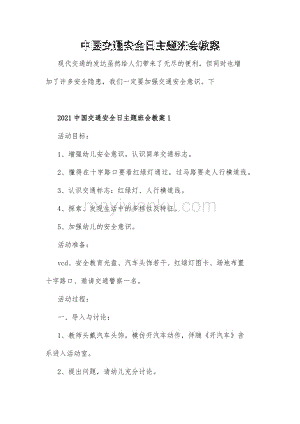 中国交通安全日主题班会教案
现代交通的发达虽然给人们带来了无尽的便利，但同时也增
加了许多安全隐患，我们一定要加强交通安全意识。下
2021中国交通安全日主题班会教案1
活动目标：
1、增强幼儿安全意识。认识简单交通标志。
2、懂得在十字路口要看红绿灯通过。过马路要走人行横道线。
3、认识交通标志：红绿灯、人行横道线。
4、探索、发现生活中的多样性及特征。
5、加强幼儿的安全意识。
活动准备：
vcd、安全教育光盘、汽车头饰若干、红绿灯图卡、场地布置
十字路口、邀请交通警察一名。
活动过程：
一、导入与讨论：
1、教师头戴汽车头饰，模仿开汽车动作，伴随《开汽车》音
乐进入活动室。
2、提出问题，请幼儿充分讨论。